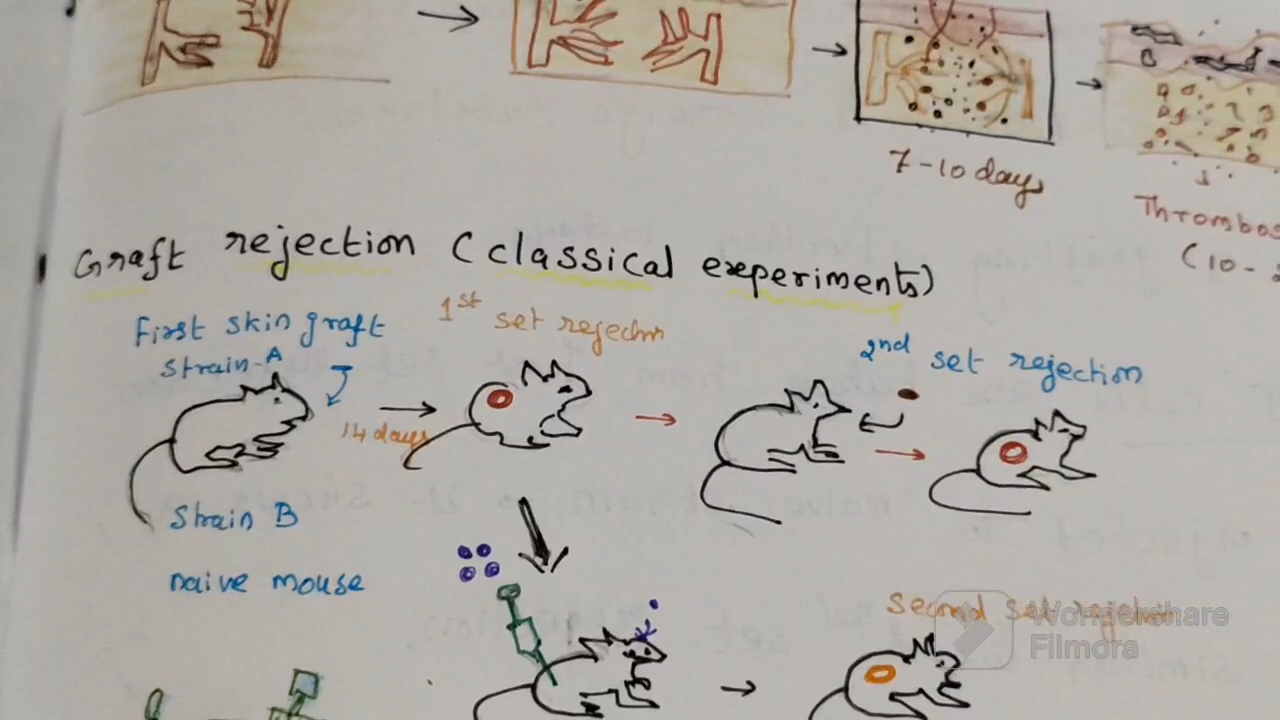 7-10 days
Thrombos
(10-
Graft rejection (classical experiments)
First skin graft
Strain-A
1st set rejectn
2nd set rejection
14 days
Strain B
naive mouse
Second set rejection
Wondershare
Filmora